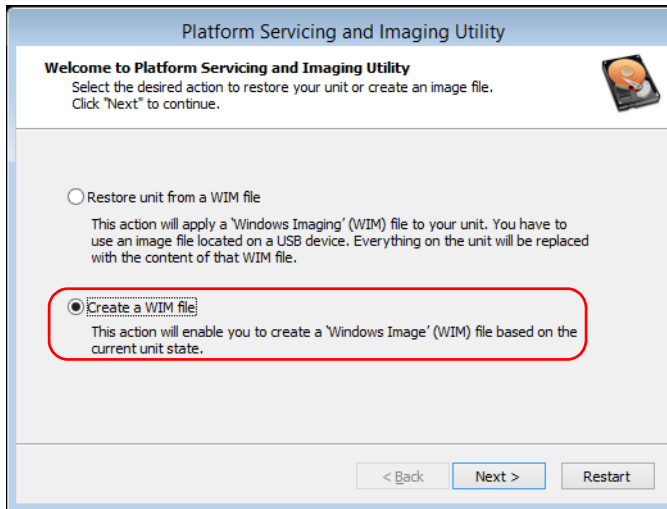 Platform Servicing and Imaging Utility
Welcome to Platform Servicing and Imaging Utility
Select the desired action to restore your unit or create an image file.
Click "Next" to continue.
Restore unit from a WIM file
This action will apply a 'Windows Imaging' (WIM) file to your unit. You have to
use an image file located on a USB device. Everything on the unit will be replaced
with the content of that WIM file.
Create a WIM file
This action will enable you to create a 'Windows Image' (WIM) file based on the
current unit state.
< Back Next > Restart